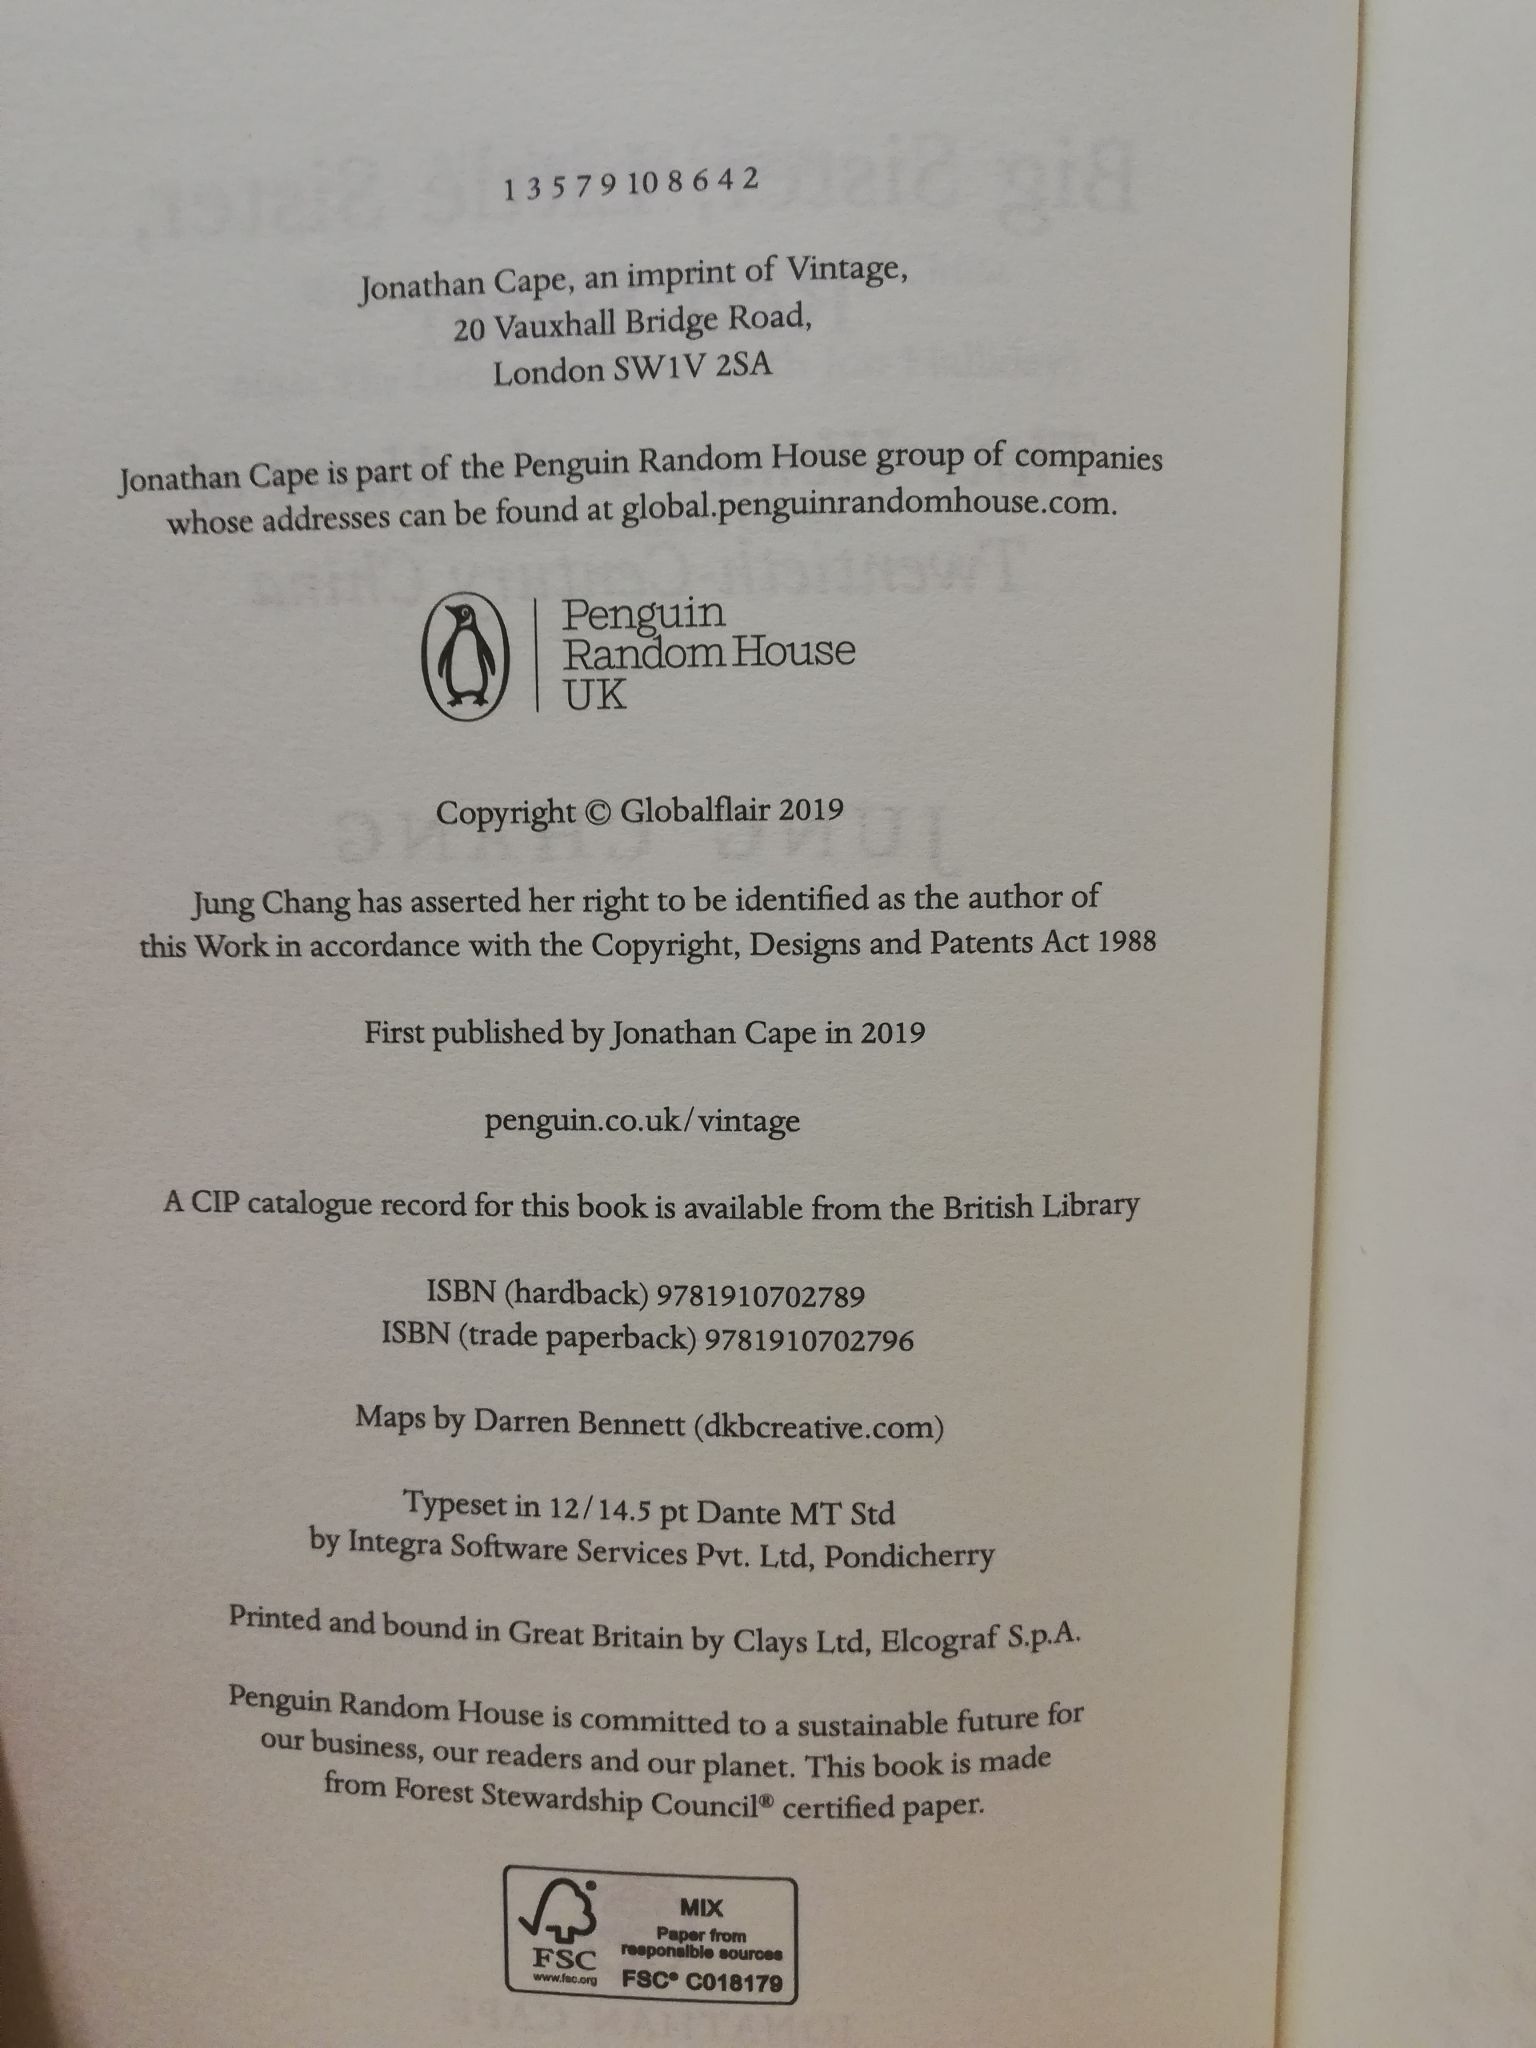 1 3 5 7 9 10 8 6 4 2
Jonathan Cape, an imprint of Vintage,
20 Vauxhall Bridge Road,
London SW1V 2SA
Jonathan Cape is part of the Penguin Random House group of companies
whose addresses can be found at global.penguinrandomhouse.com.
Penguin
Random House
UK
Copyright © Globalflair 2019
Jung Chang has asserted her right to be identified as the author of
this Work in accordance with the Copyright, Designs and Patents Act 1988
First published by Jonathan Cape in 2019
penguin.co.uk/vintage
A CIP catalogue record for this book is available from the British Library
ISBN (hardback) 9781910702789
ISBN (trade paperback) 9781910702796
Maps by Darren Bennett (dkbcreative.com)
Typeset in 12/14.5 pt Dante MT Std
by Integra Software Services Pvt. Ltd, Pondicherry
Printed and bound in Great Britain by Clays Ltd, Elcograf S.p.A.
Penguin Random House is committed to a sustainable future for
our business, our readers and our planet. This book is made
from Forest Stewardship Council® certified paper.
MIX
Paper from
responsible sources
FSC® C018179
FSC
www.fsc.org